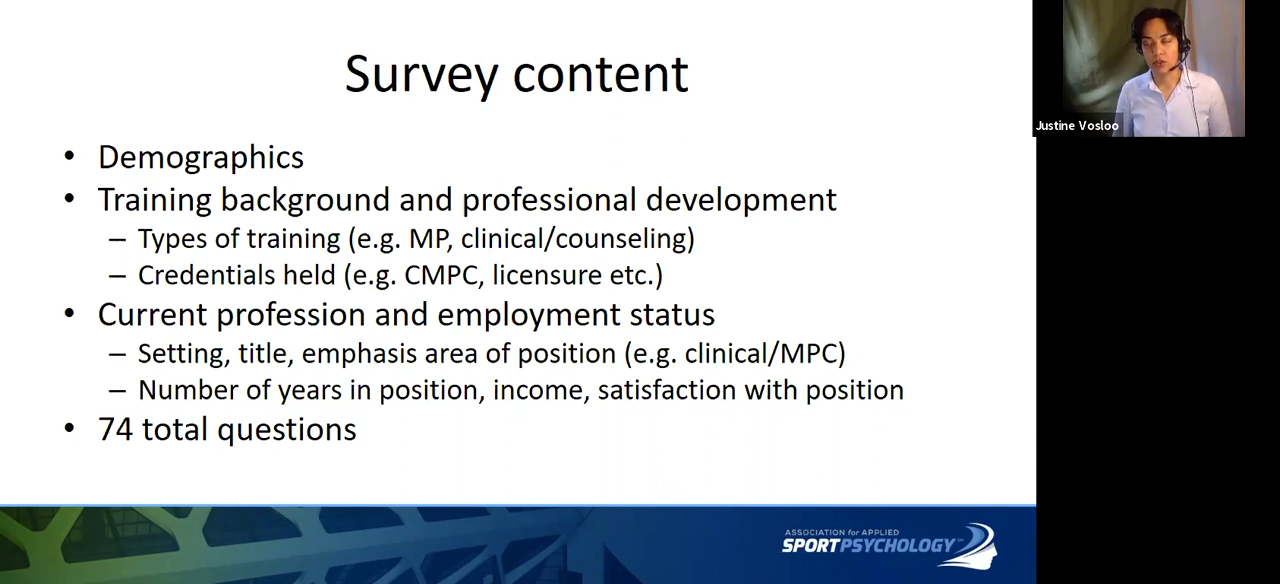 Survey content
• Demographics
• Training background and professional development
– Types of training (e.g. MP, clinical/counseling)
– Credentials held (e.g. CMPC, licensure etc.)
• Current profession and employment status
– Setting, title, emphasis area of position (e.g. clinical/MPC)
– Number of years in position, income, satisfaction with position
• 74 total questions
ASSOCIATION for APPLIED
SPORTPSYCHOLOGY
Justine Vosloo